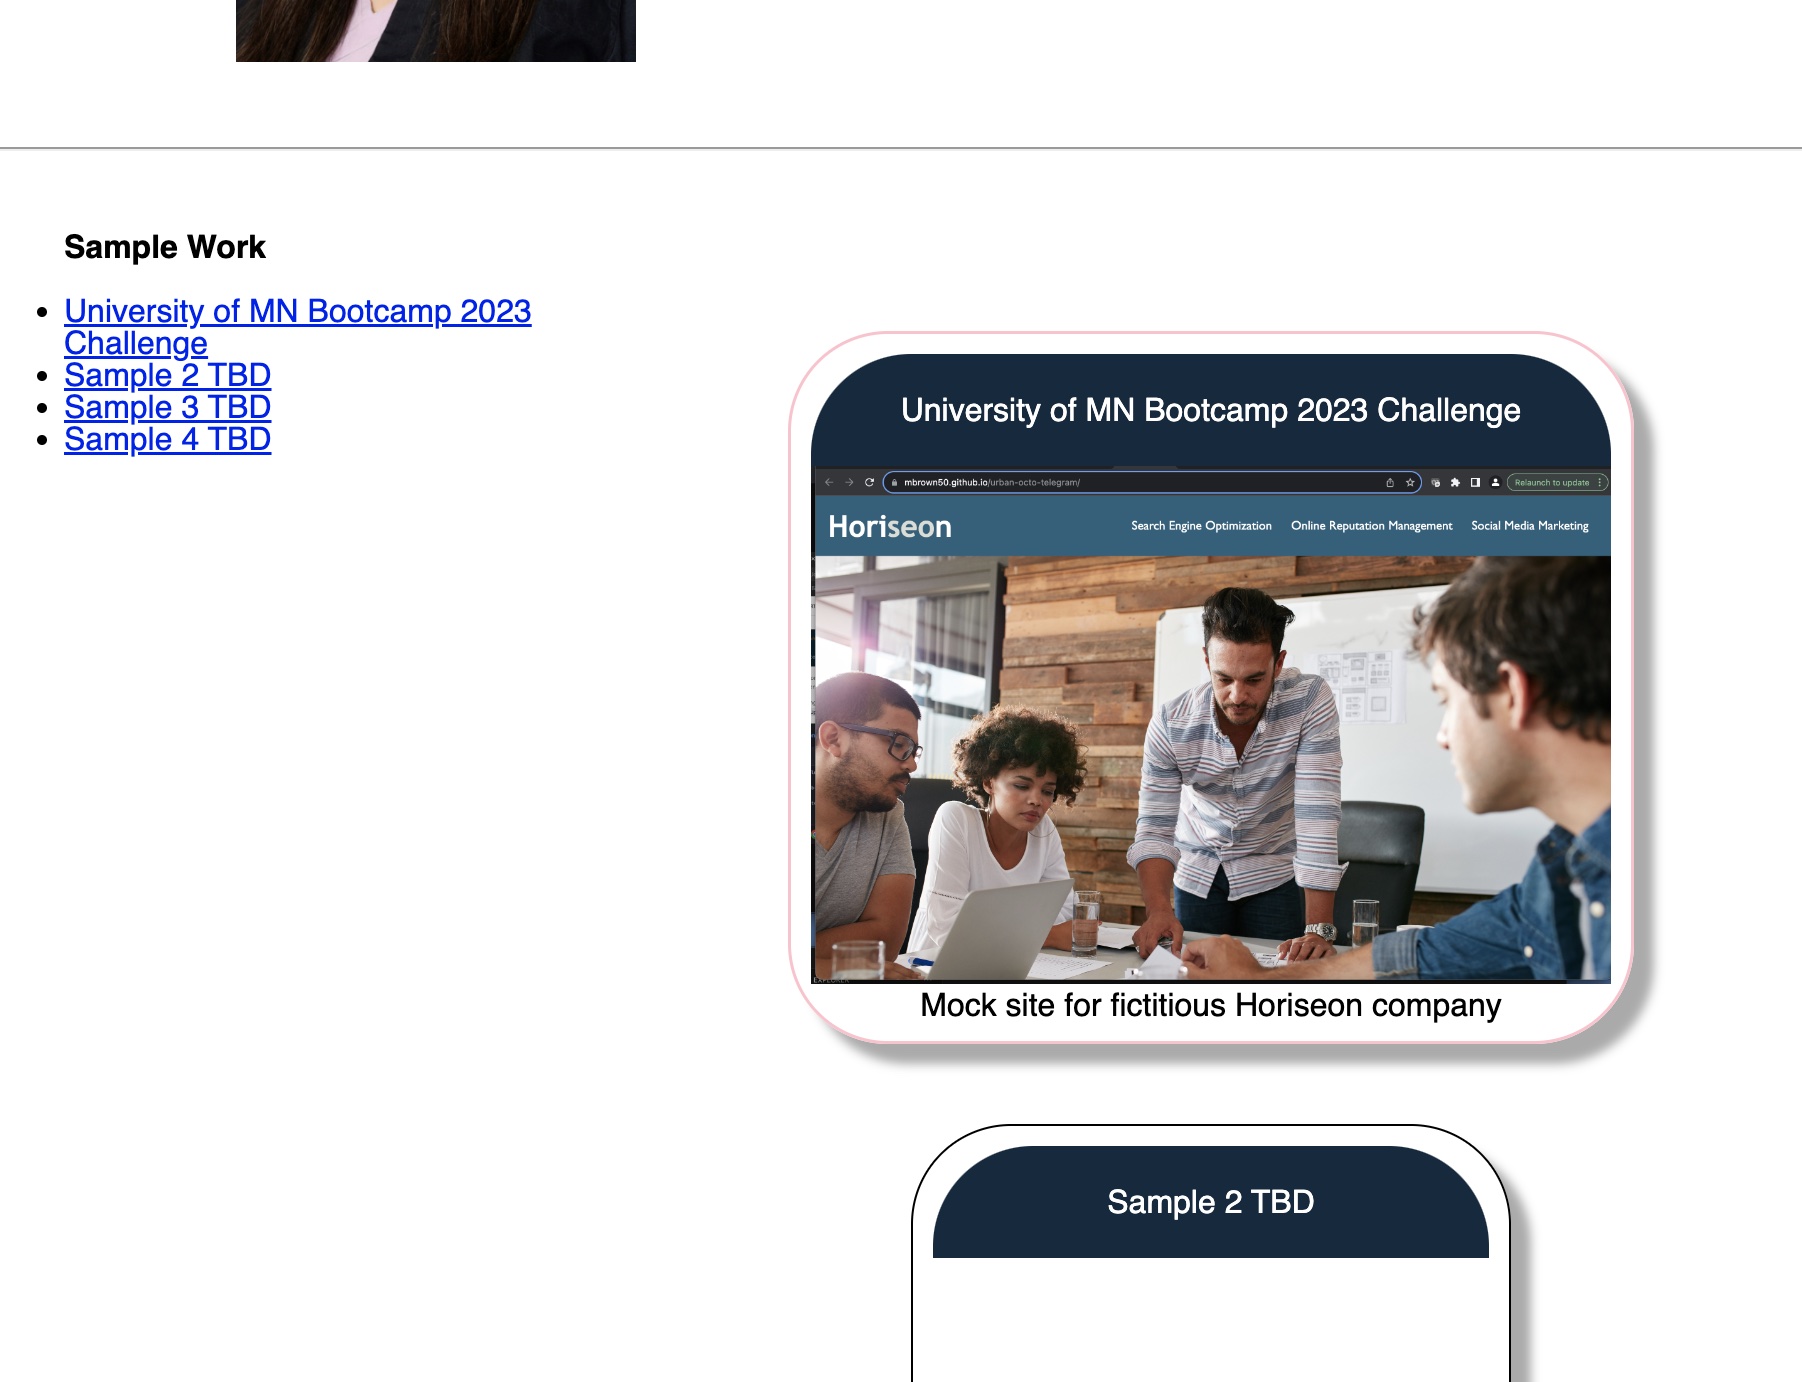 Sample Work
University of MN Bootcamp 2023
Challenge
Sample 2 TBD
Sample 3 TBD
Sample 4 TBD
University of MN Bootcamp 2023 Challenge
mbrown50.github.io/urban-octo-telegram/
Relaunch to update
Horiseon
Search Engine Optimization
Online Reputation Management
Social Media Marketing
Mock site for fictitious Horiseon company
Sample 2 TBD